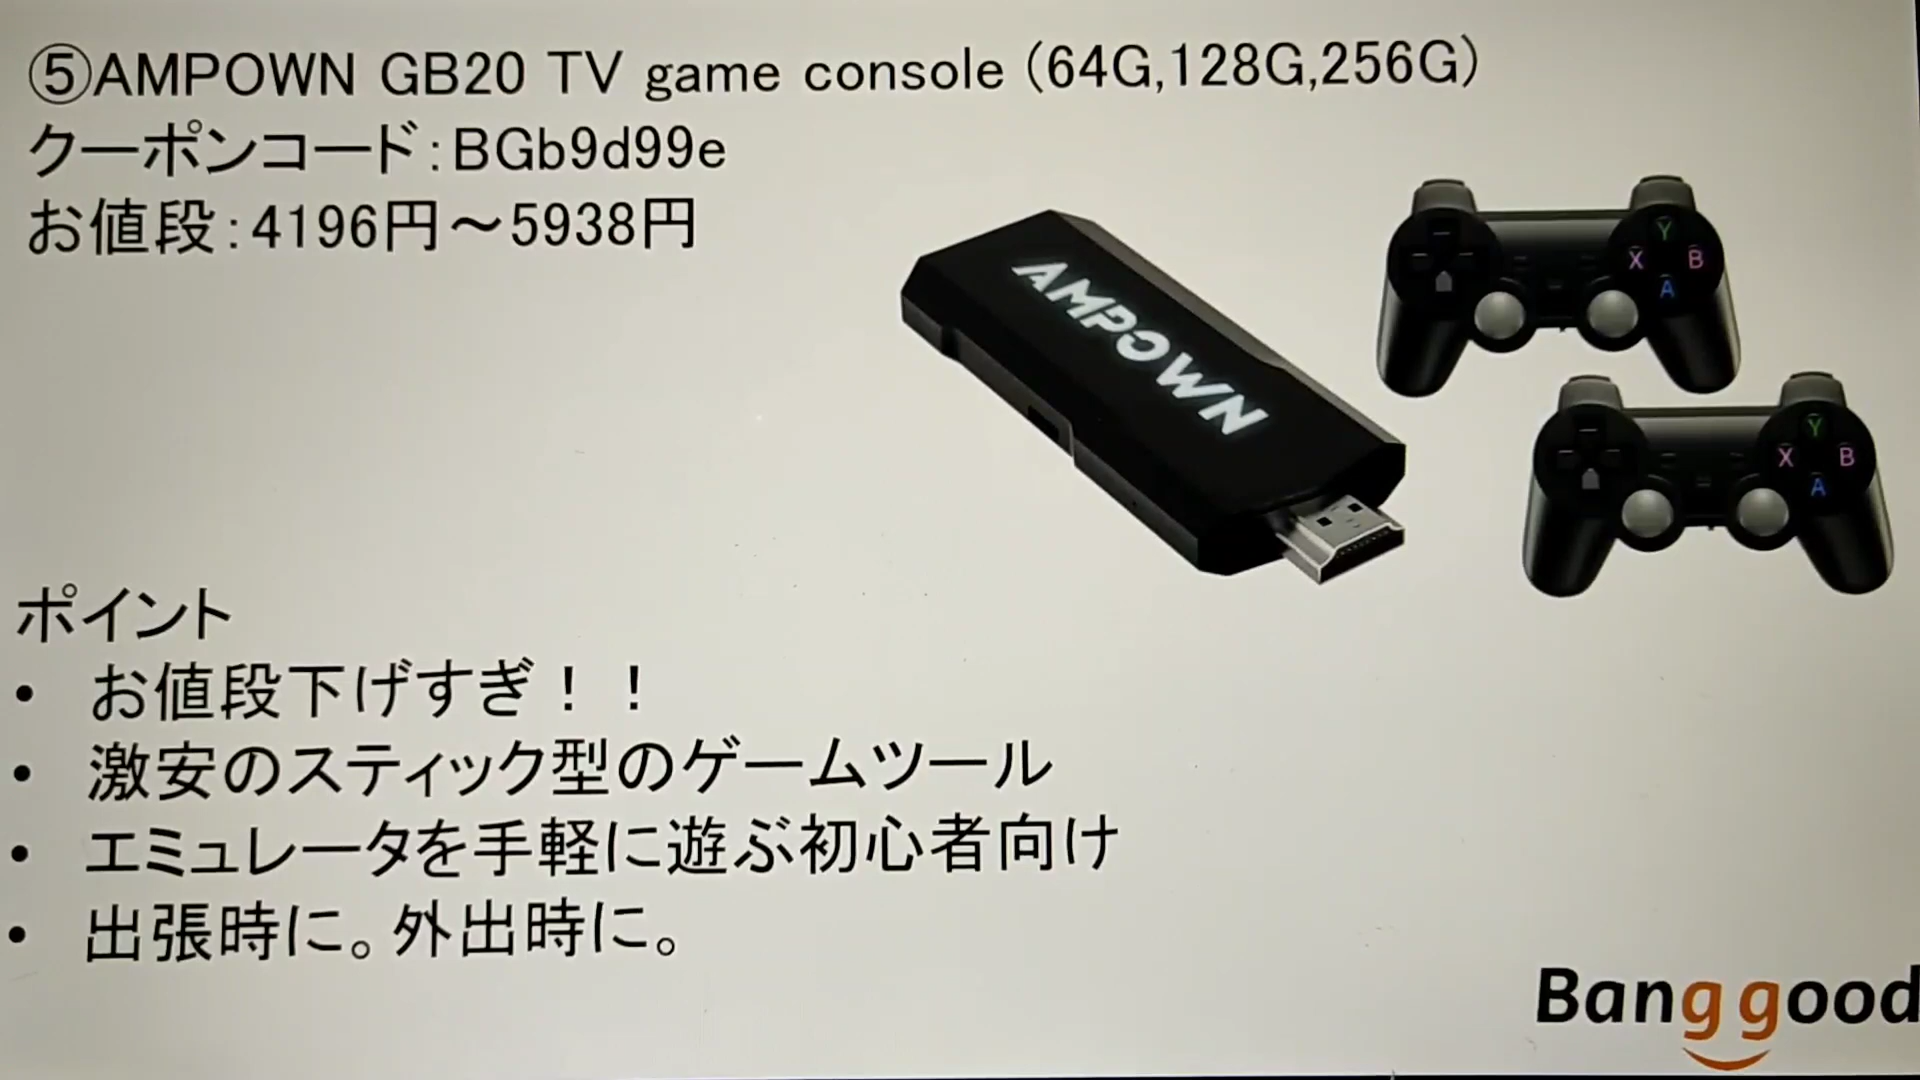 ⑤AMPOWN GB20 TV game console (64G,128G,256G)
クーポンコード:BGb9d99e
お値段:4196円～5938円
AMPOWN
Y
X B
A
Y
X B
A
ポイント
• お値段下げすぎ！！
• 激安のスティック型のゲームツール
• エミュレータを手軽に遊ぶ初心者向け
• 出張時に。外出時に。
Banggood